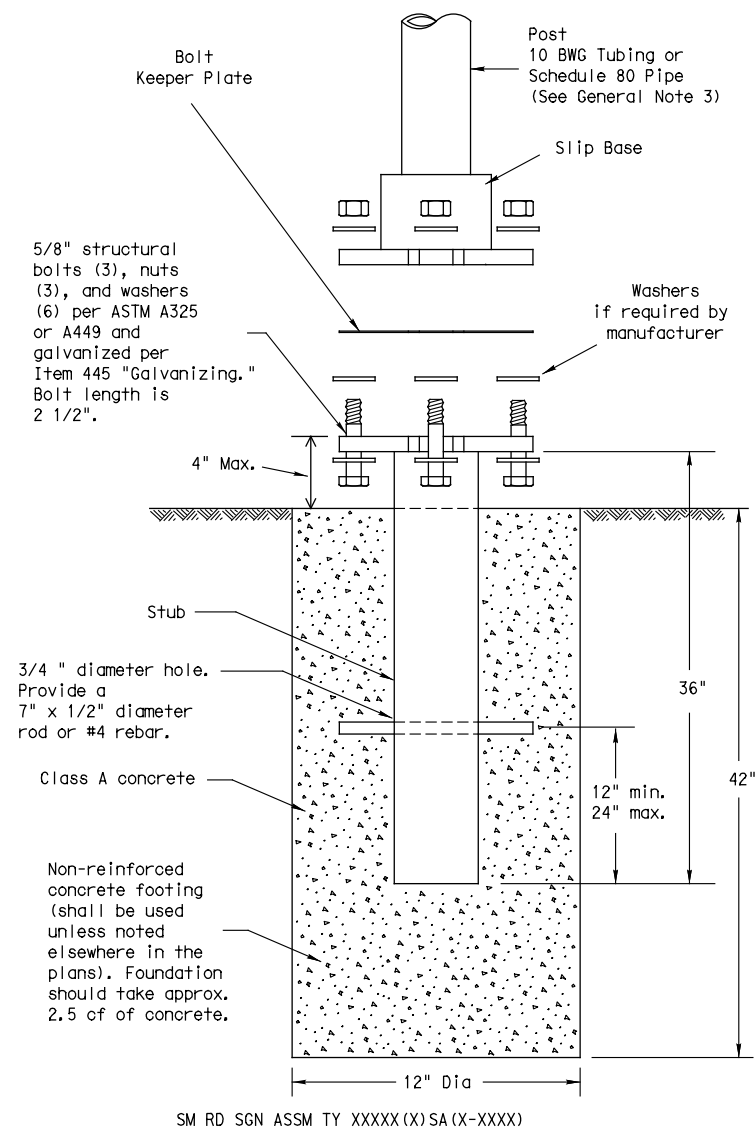 Post
10 BWG Tubing or
Schedule 80 Pipe
(See General Note 3)
Bolt
Keeper Plate
Slip Base
5/8" structural
bolts (3), nuts
(3), and washers
(6) per ASTM A325
or A449 and
galvanized per
Item 445 "Galvanizing."
Bolt length is
2 1/2".
Washers
if required by
manufacturer
4" Max.
Stub
3/4 " diameter hole.
Provide a
7" x 1/2" diameter
rod or #4 rebar.
36"
Class A concrete
12" min.
24" max.
42"
Non-reinforced
concrete footing
(shall be used
unless noted
elsewhere in the
plans). Foundation
should take approx.
2.5 cf of concrete.
12" Dia
SM RD SGN ASSM TY XXXXX(X)SA(X-XXXX)